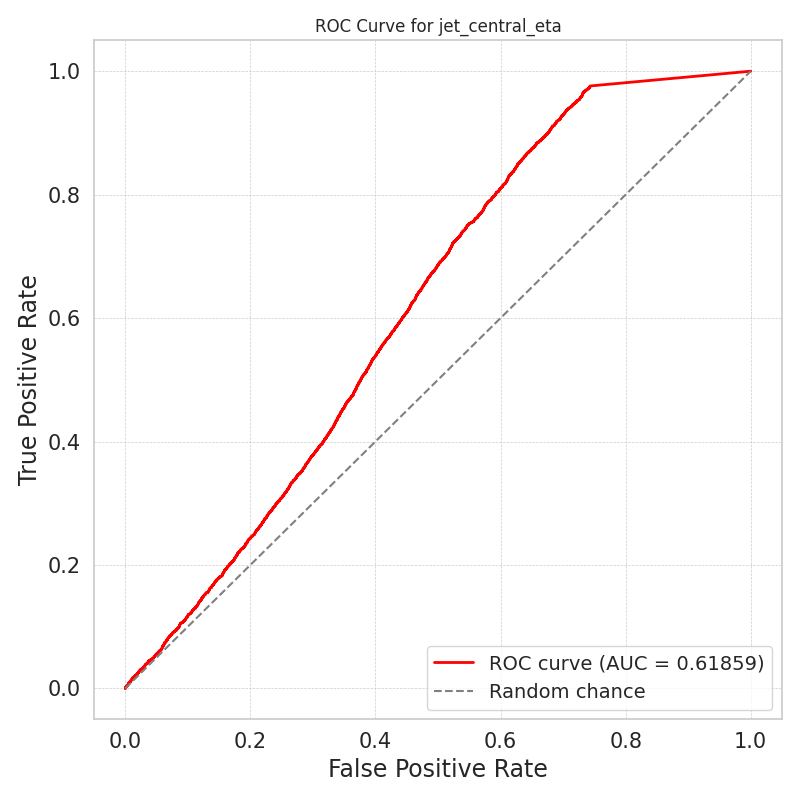 ROC Curve for jet_central_eta
True Positive Rate
1.0
0.8
0.6
0.4
0.2
0.0
ROC curve (AUC = 0.61859)
Random chance
0.0 0.2 0.4 0.6 0.8 1.0
False Positive Rate